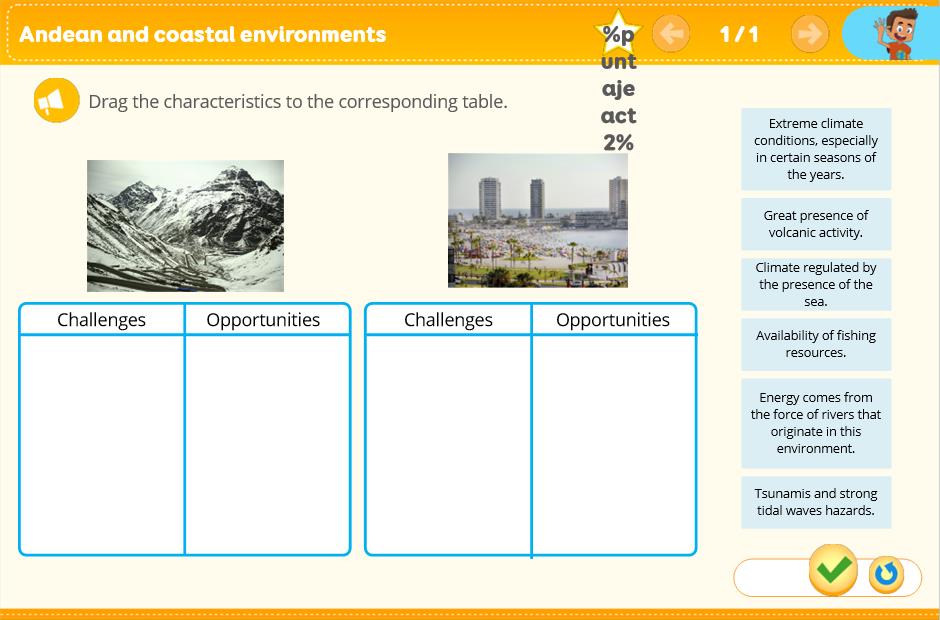 Andean and coastal environments
%p
unt
aje
act
2%
1 / 1
Drag the characteristics to the corresponding table.
Challenges
Opportunities
Challenges
Opportunities
Extreme climate
conditions, especially
in certain seasons of
the years.
Great presence of
volcanic activity.
Climate regulated by
the presence of the
sea.
Availability of fishing
resources.
Energy comes from
the force of rivers that
originate in this
environment.
Tsunamis and strong
tidal waves hazards.